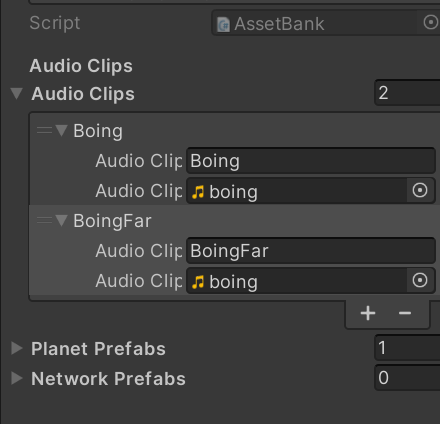 Script AssetBank
Audio Clips
Audio Clips 2
Boing
Audio Clip Boing
Audio Clip boing
BoingFar
Audio Clip BoingFar
Audio Clip boing
+ −
Planet Prefabs 1
Network Prefabs 0